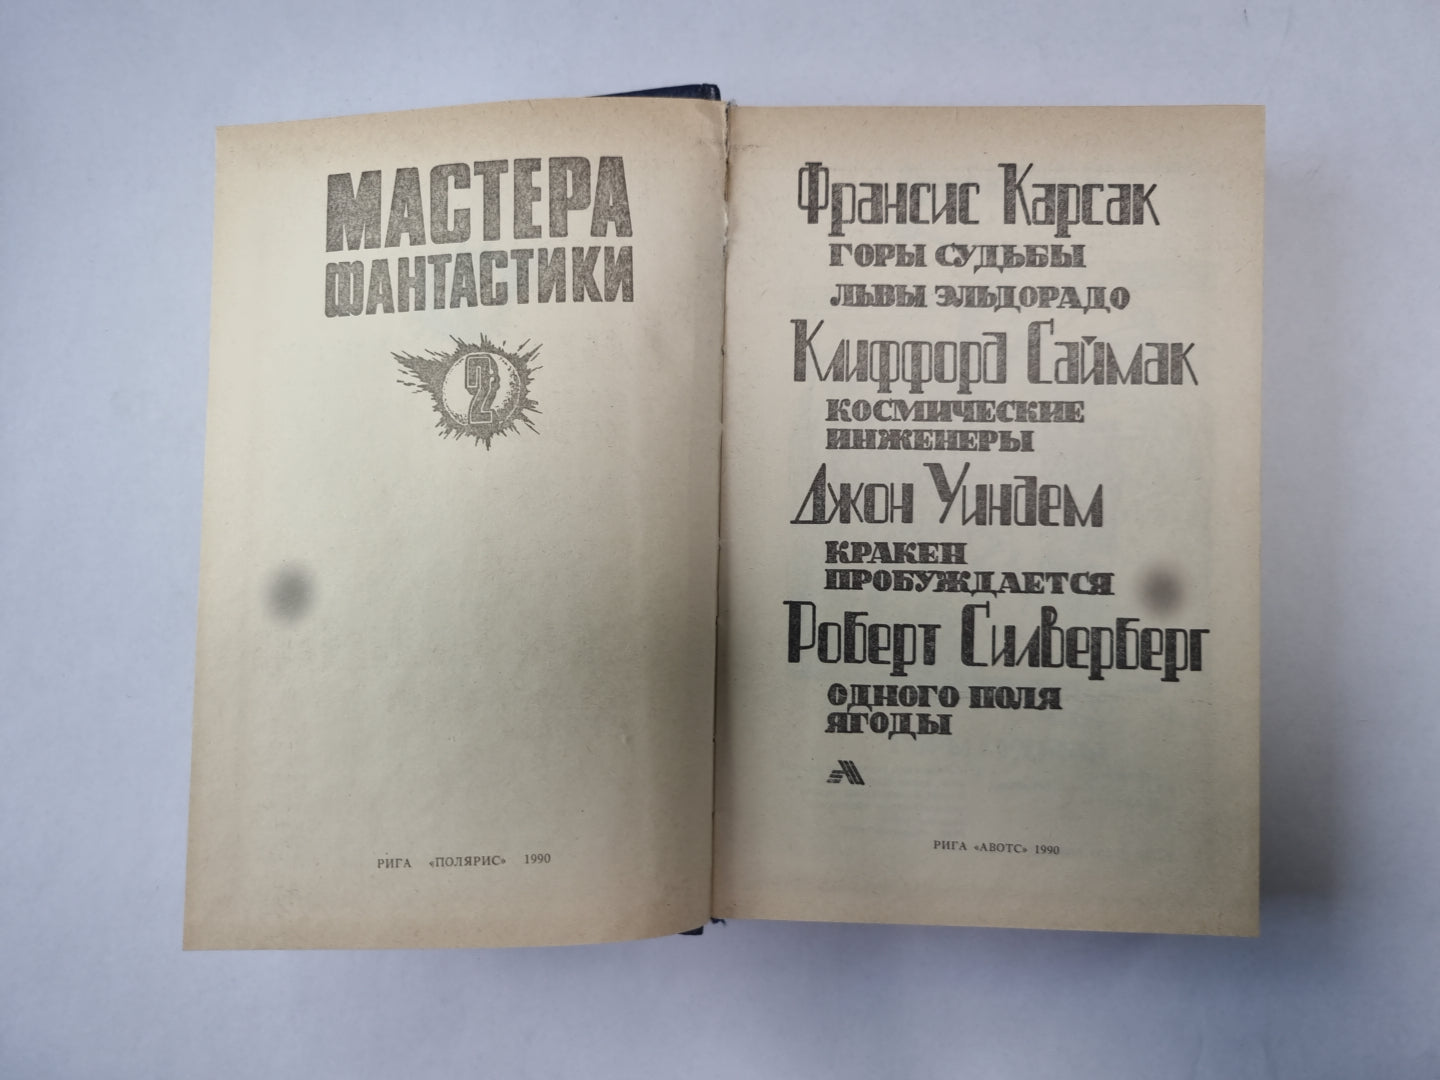 МАСТЕРА
ФАНТАСТИКИ
2
РИГА «ПОЛЯРИС» 1990
Франсис Карсак
ГОРЫ СУДЬБЫ
ЛЬВЫ ЭЛЬДОРАДО
Клиффорд Саймак
КОСМИЧЕСКИЕ
ИНЖЕНЕРЫ
Джон Уиндем
КРАКЕН
ПРОБУЖДАЕТСЯ
Роберт Силверберг
ОДНОГО ПОЛЯ
ЯГОДЫ
РИГА «АВОТС» 1990